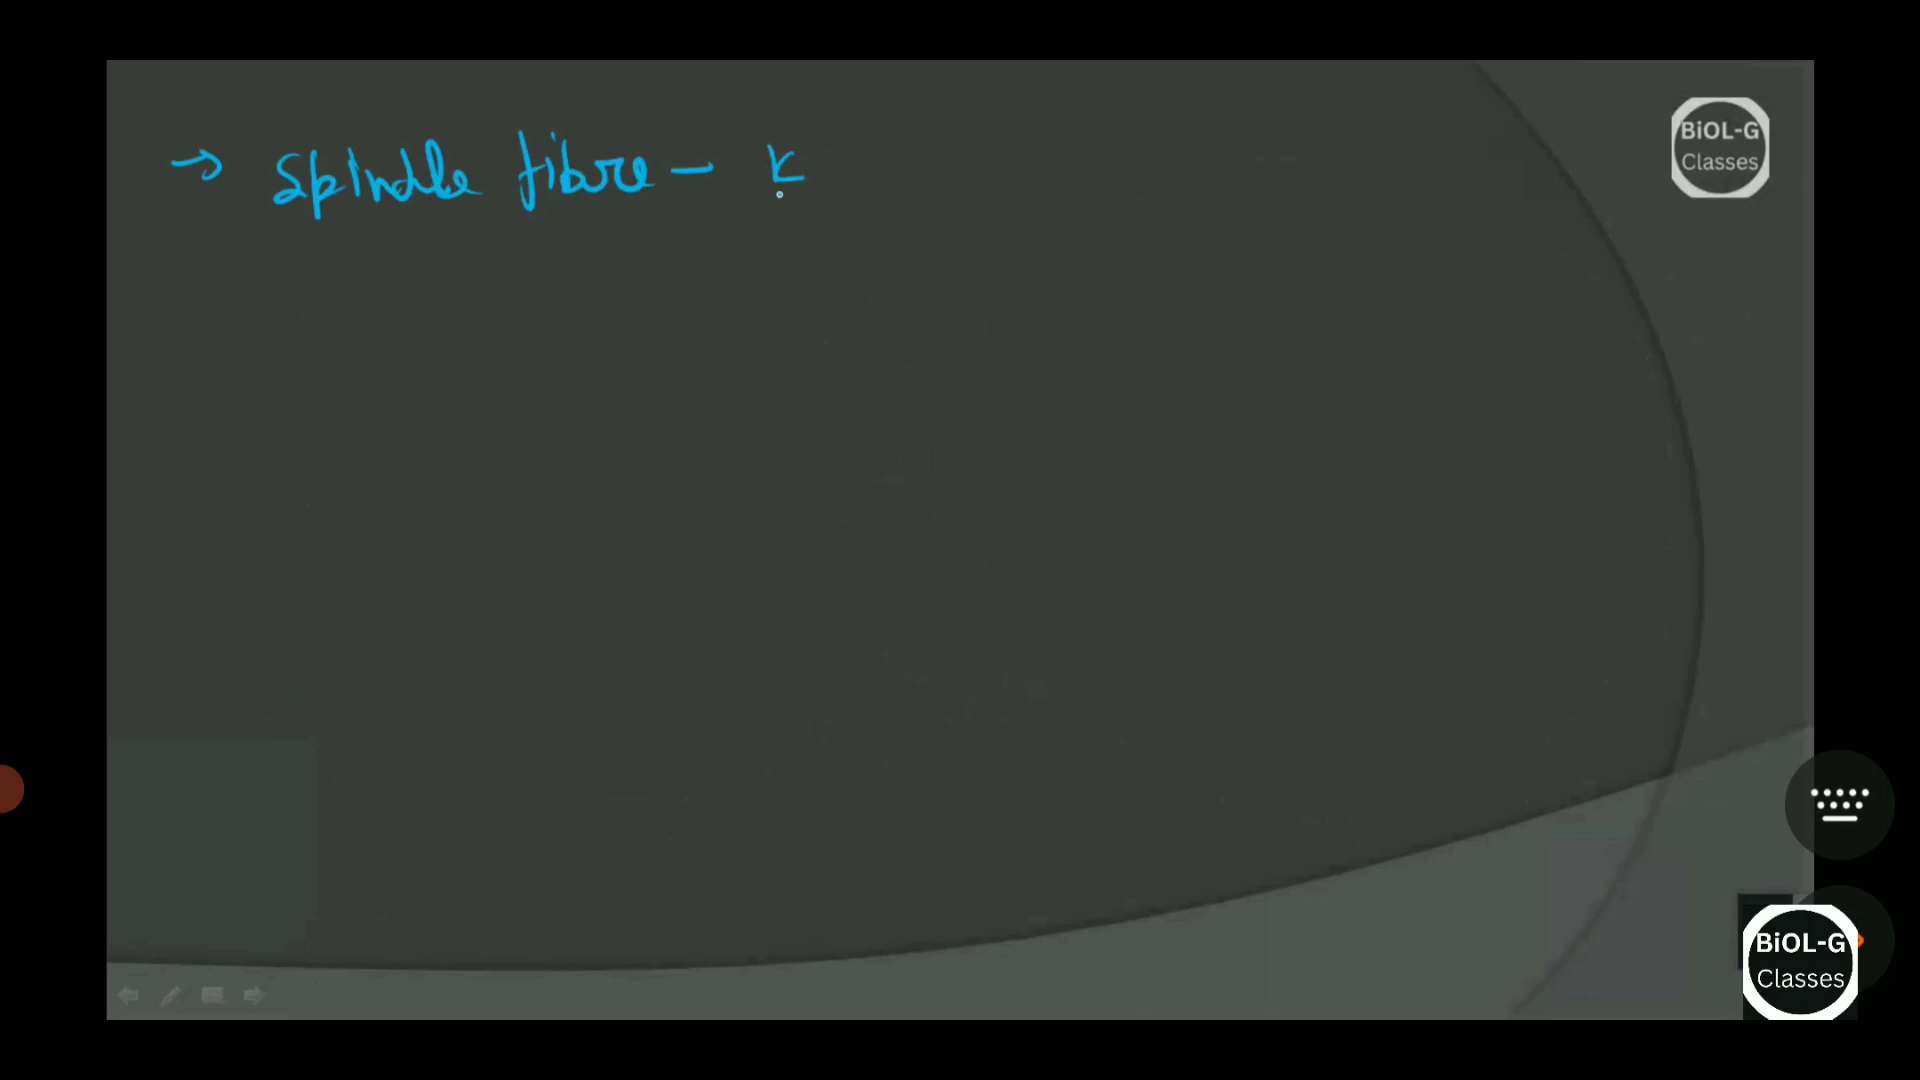 → Spindle fibre – K
BiOL-G
Classes
BiOL-G
Classes